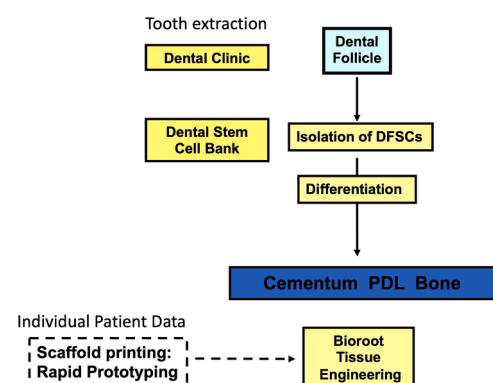 Tooth extraction
Dental Clinic
Dental
Follicle
Dental Stem
Cell Bank
Isolation of DFSCs
Differentiation
Cementum PDL Bone
Individual Patient Data
Scaffold printing:
Rapid Prototyping
Bioroot
Tissue
Engineering